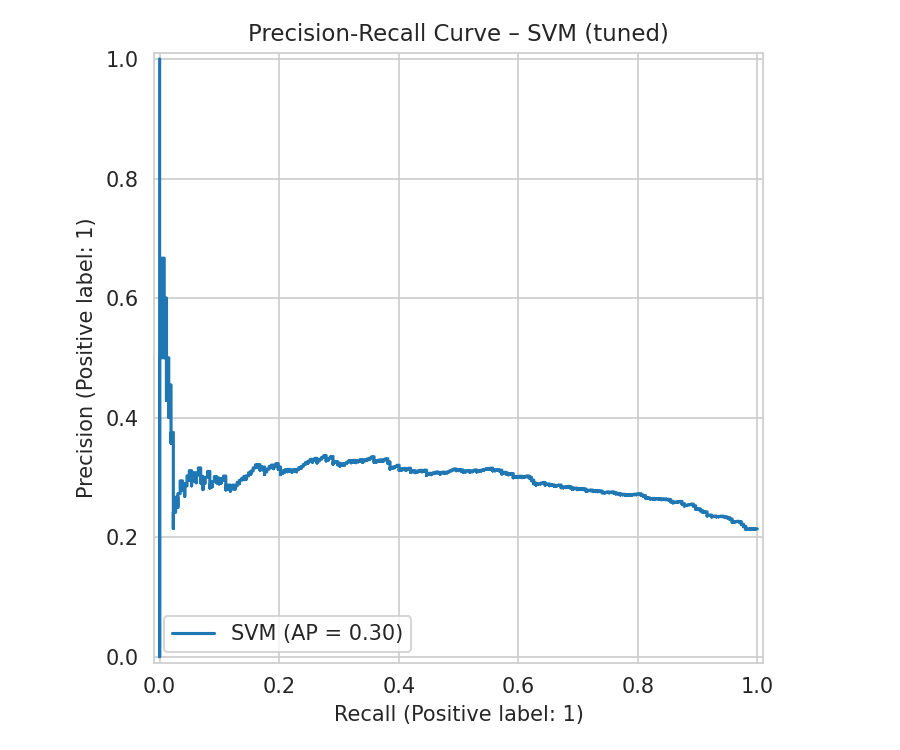 Precision-Recall Curve – SVM (tuned)
Precision (Positive label: 1)
1.0
0.8
0.6
0.4
0.2
0.0
SVM (AP = 0.30)
0.0 0.2 0.4 0.6 0.8 1.0
Recall (Positive label: 1)